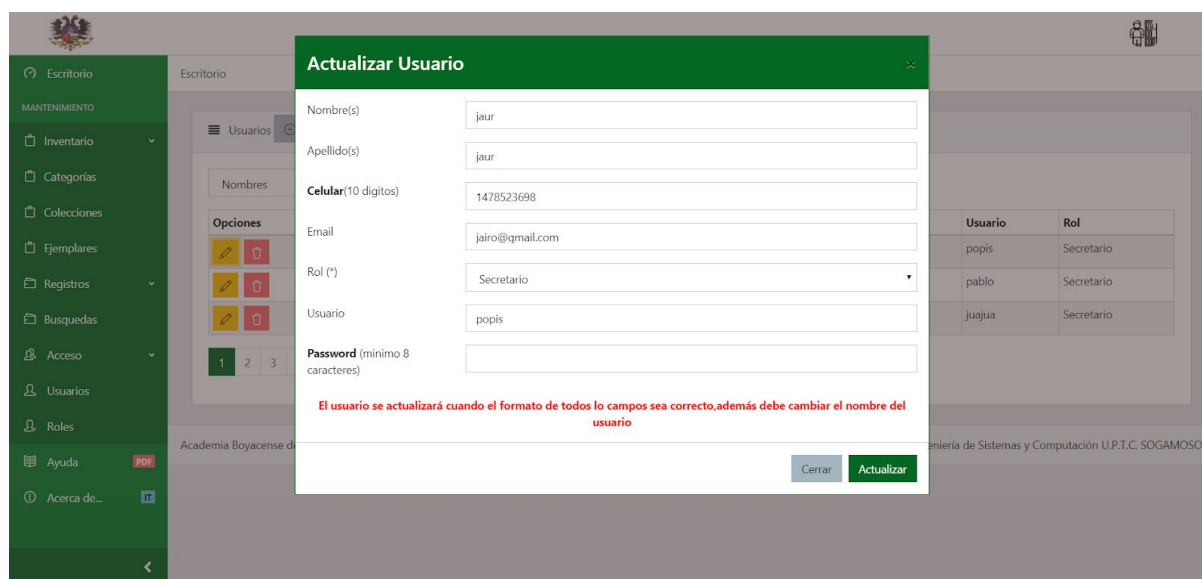 Actualizar Usuario
×
Escritorio
Escritorio
MANTENIMIENTO
Inventario
Categorías
Colecciones
Ejemplares
Registros
Busquedas
Acceso
Usuarios
Roles
Ayuda PDF
Acerca de... IT
Usuarios
Nombres
Opciones
Usuario Rol
popis Secretario
pablo Secretario
juajua Secretario
1 2 3
Nombre(s) jaur
Apellido(s) jaur
Celular(10 digitos) 1478523698
Email jairo@gmail.com
Rol (*) Secretario
Usuario popis
Password (minimo 8
caracteres)
El usuario se actualizará cuando el formato de todos lo campos sea correcto,además debe cambiar el nombre del
usuario
Cerrar Actualizar
Academia Boyacense d
eniería de Sistemas y Computación U.P.T.C. SOGAMOSO